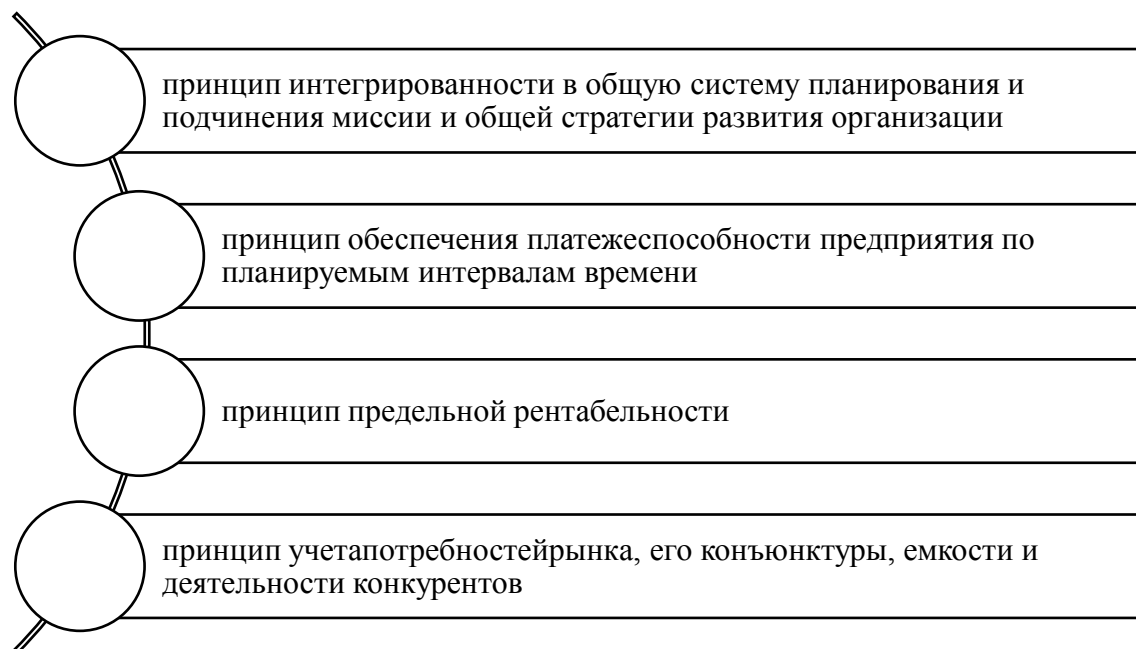 принцип интегрированности в общую систему планирования и
подчинения миссии и общей стратегии развития организации
принцип обеспечения платежеспособности предприятия по
планируемым интервалам времени
принцип предельной рентабельности
принцип учетапотребностейрынка, его конъюнктуры, емкости и
деятельности конкурентов